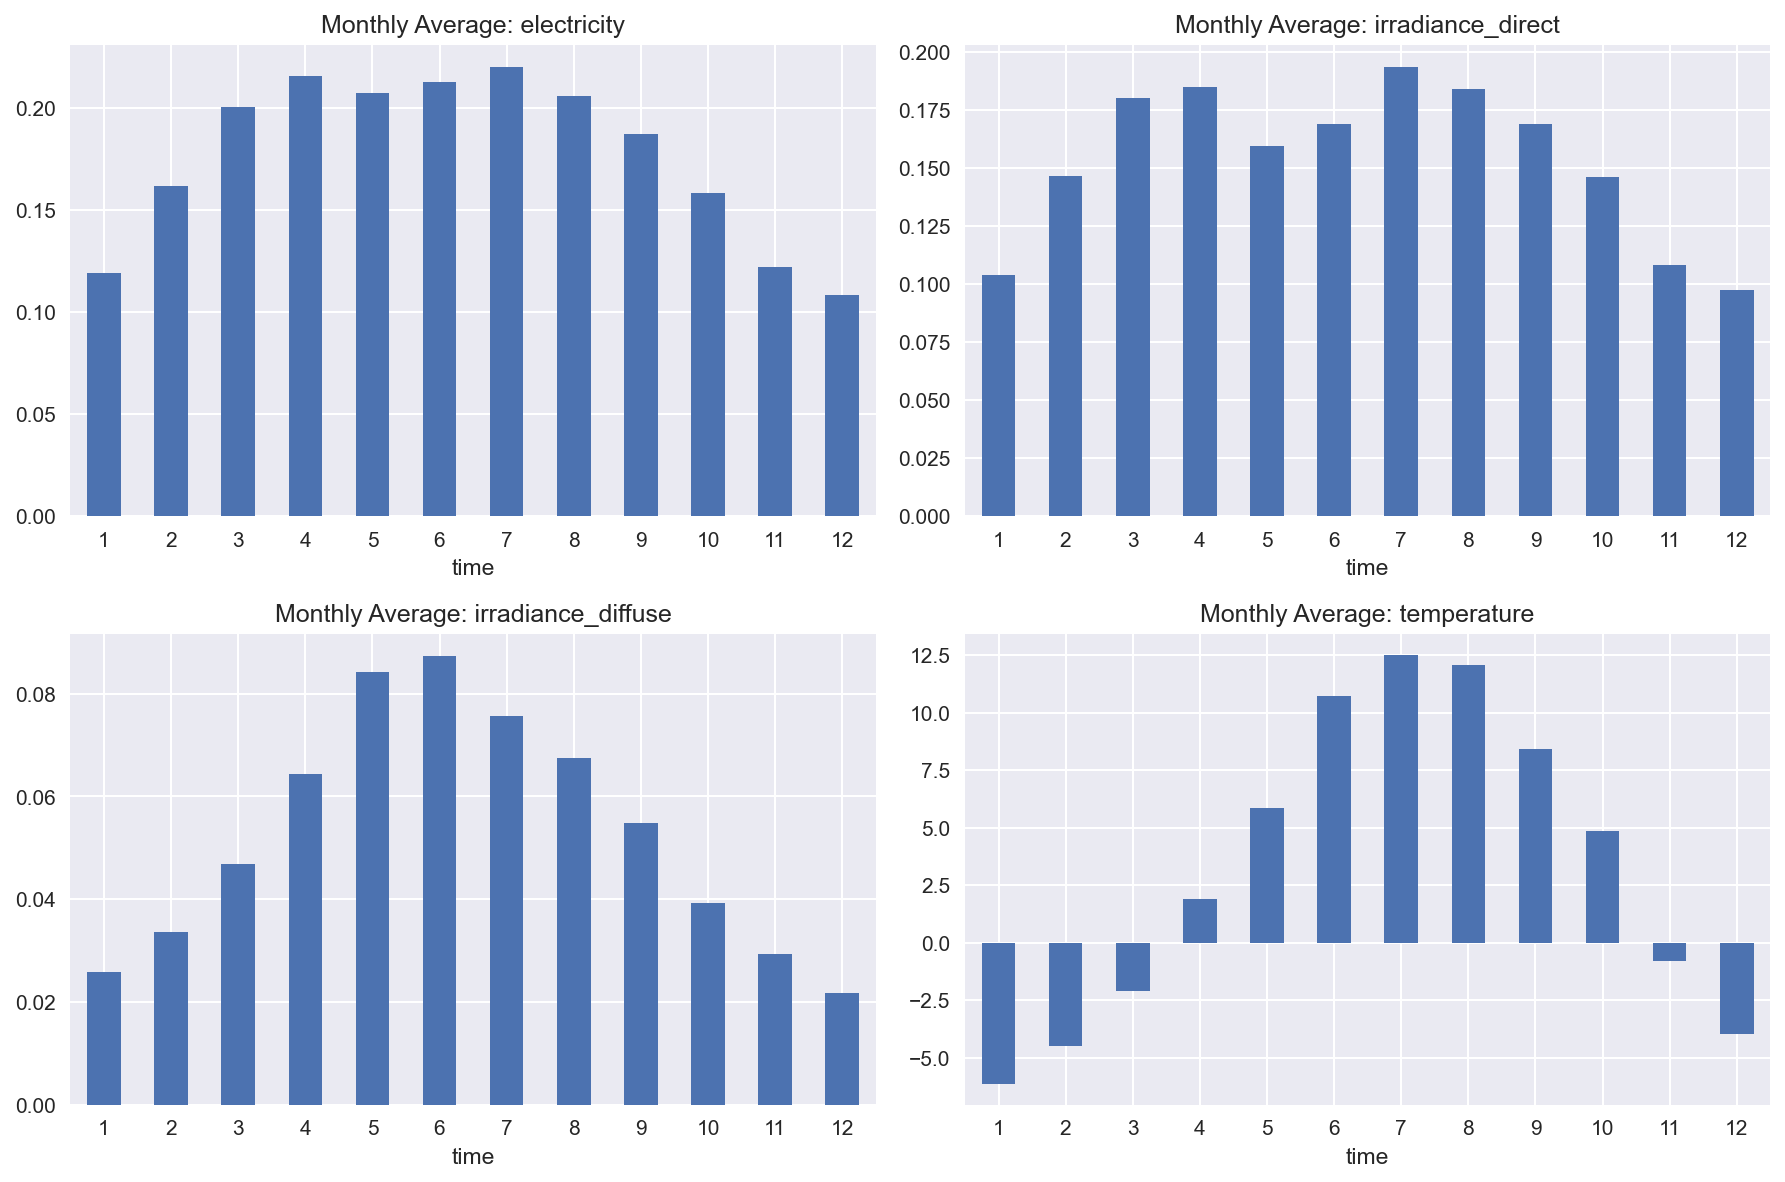 Monthly Average: electricity
0.20
0.15
0.10
0.05
0.00
1 2 3 4 5 6 7 8 9 10 11 12
time
Monthly Average: irradiance_direct
0.200
0.175
0.150
0.125
0.100
0.075
0.050
0.025
0.000
1 2 3 4 5 6 7 8 9 10 11 12
time
Monthly Average: irradiance_diffuse
0.08
0.06
0.04
0.02
0.00
1 2 3 4 5 6 7 8 9 10 11 12
time
Monthly Average: temperature
12.5
10.0
7.5
5.0
2.5
0.0
−2.5
−5.0
1 2 3 4 5 6 7 8 9 10 11 12
time